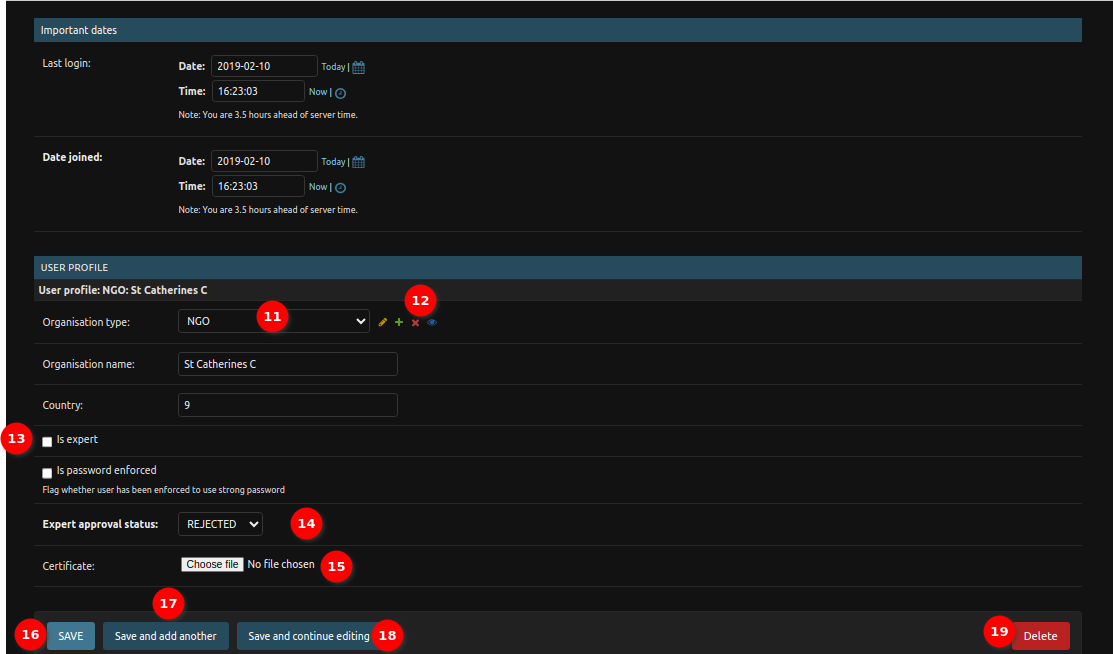 Important dates
Last login:
Date: 2019-02-10 Today |
Time: 16:23:03 Now |
Note: You are 3.5 hours ahead of server time.
Date joined:
Date: 2019-02-10 Today |
Time: 16:23:03 Now |
Note: You are 3.5 hours ahead of server time.
USER PROFILE
User profile: NGO: St Catherines C
12
Organisation type: NGO 11
Organisation name: St Catherines C
Country: 9
13 Is expert
Is password enforced
Flag whether user has been enforced to use strong password
Expert approval status: REJECTED 14
Certificate: Choose file No file chosen 15
17
16 SAVE Save and add another Save and continue editing 18 19 Delete